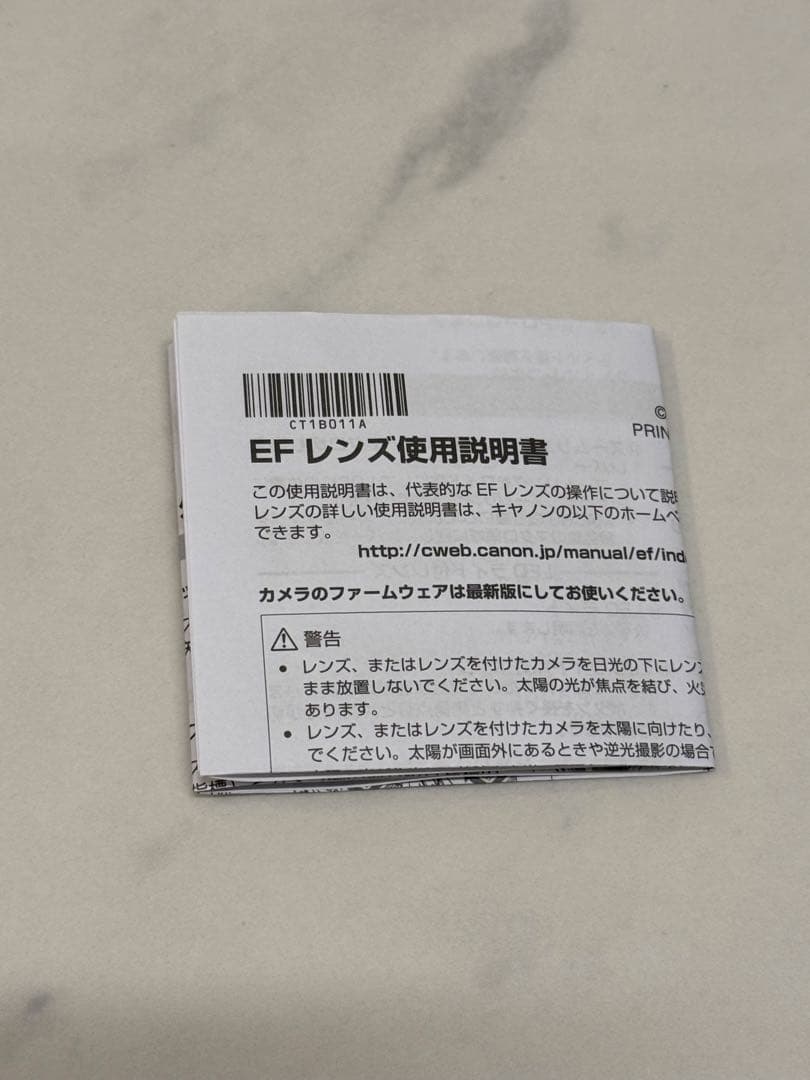 CT1B011A
©
PRIN
EF レンズ使用説明書
この使用説明書は、代表的な EF レンズの操作について説
レンズの詳しい使用説明書は、キヤノンの以下のホームペ
できます。
http://cweb.canon.jp/manual/ef/ind
カメラのファームウェアは最新版にしてお使いください。
警告
● レンズ、またはレンズを付けたカメラを日光の下にレン
まま放置しないでください。太陽の光が焦点を結び、火
あります。
● レンズ、またはレンズを付けたカメラを太陽に向けたり、
でください。太陽が画面外にあるときや逆光撮影の場合